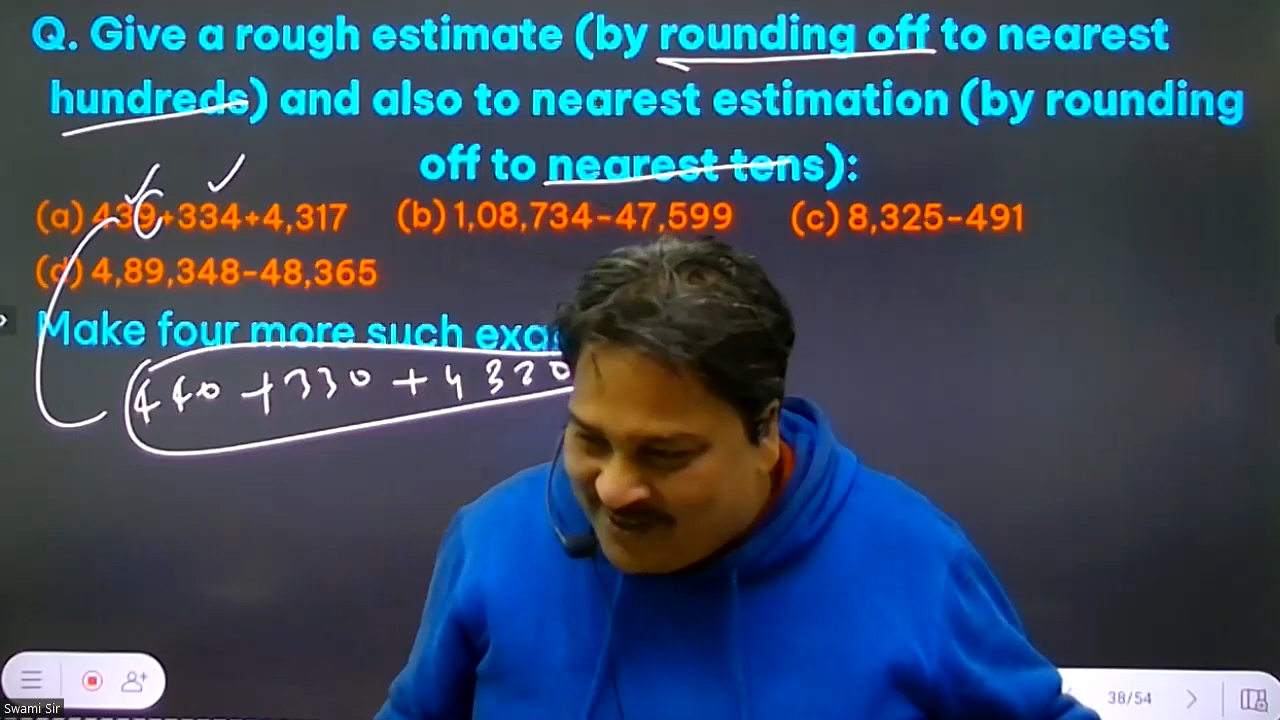 Q. Give a rough estimate (by rounding off to nearest
hundreds) and also to nearest estimation (by rounding
off to nearest tens):
(a) 439+334+4,317 (b) 1,08,734-47,599 (c) 8,325-491
(d) 4,89,348-48,365
Make four more such
440 + 330 + 4320
38/54
Swami Sir